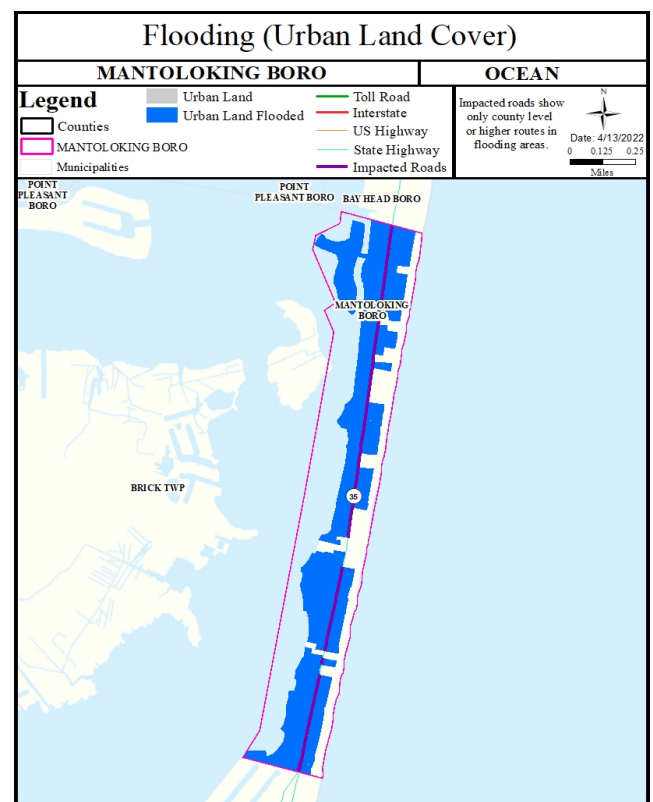 Flooding (Urban Land Cover)
MANTOLOKING BORO
OCEAN
Legend
Counties
MANTOLOKING BORO
Municipalities
Urban Land
Urban Land Flooded
Toll Road
Interstate
US Highway
State Highway
Impacted Roads
Impacted roads show
only county level
or higher routes in
flooding areas.
N
Date: 4/13/2022
0 0.125 0.25
Miles
POINT
PLEASANT
BORO
POINT
PLEASANT BORO
BAY HEAD BORO
MANTOLOKING
BORO
BRICK TWP
35